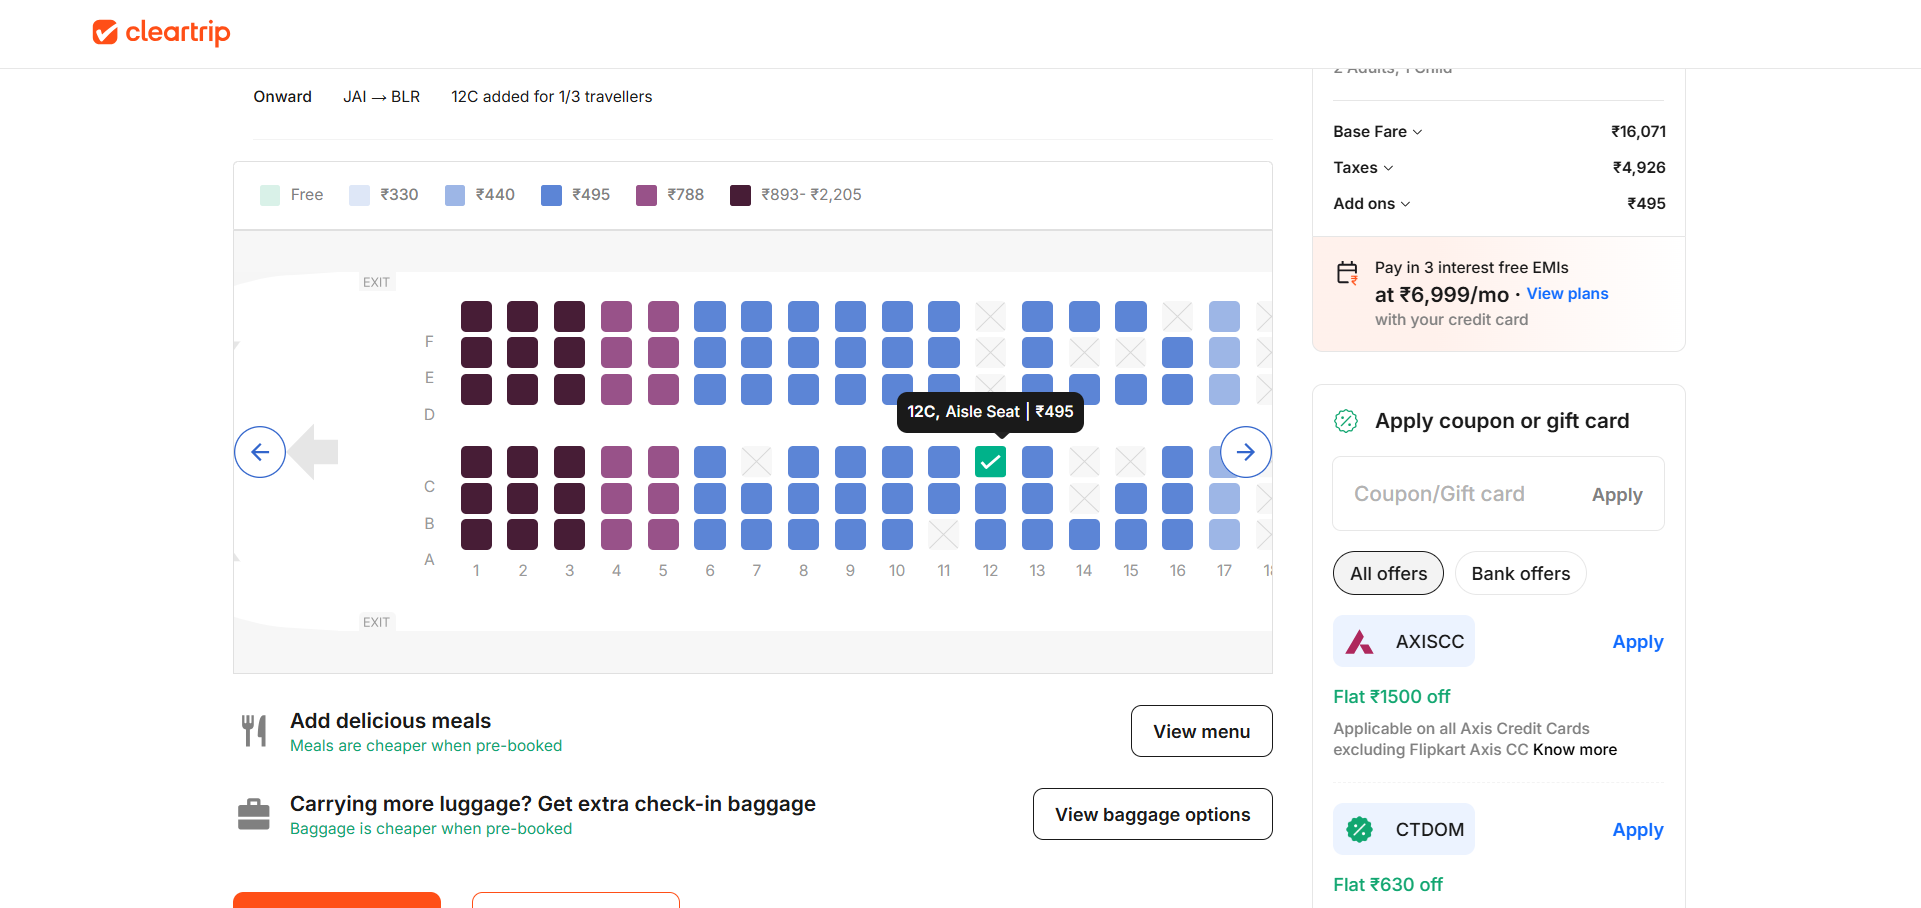 cleartrip
Onward JAI → BLR 12C added for 1/3 travellers
Free ₹330 ₹440 ₹495 ₹788 ₹893- ₹2,205
EXIT
F
E
D
12C, Aisle Seat | ₹495
C
B
A
1 2 3 4 5 6 7 8 9 10 11 12 13 14 15 16 17
EXIT
Add delicious meals
Meals are cheaper when pre-booked
View menu
Carrying more luggage? Get extra check-in baggage
Baggage is cheaper when pre-booked
View baggage options
2 Adults, 1 Child
Base Fare ₹16,071
Taxes ₹4,926
Add ons ₹495
Pay in 3 interest free EMIs
at ₹6,999/mo · View plans
with your credit card
Apply coupon or gift card
Coupon/Gift card Apply
All offers Bank offers
AXISCC Apply
Flat ₹1500 off
Applicable on all Axis Credit Cards
excluding Flipkart Axis CC Know more
CTDOM Apply
Flat ₹630 off